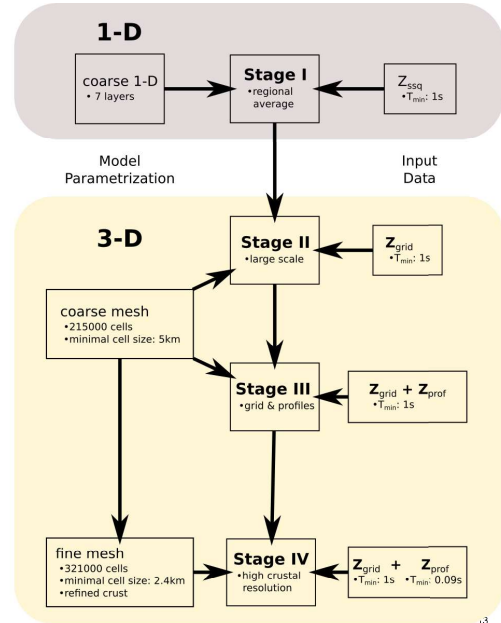 1-D
coarse 1-D
• 7 layers
Stage I
•regional
average
Z_ssq
•T_min: 1s
Model
Parametrization
Input
Data
3-D
Stage II
•large scale
Z_grid
•T_min: 1s
coarse mesh
•215000 cells
•minimal cell size: 5km
Stage III
•grid & profiles
Z_grid + Z_prof
•T_min: 1s
fine mesh
•321000 cells
•minimal cell size: 2.4km
•refined crust
Stage IV
•high crustal
resolution
Z_grid + Z_prof
•T_min: 1s •T_min: 0.09s